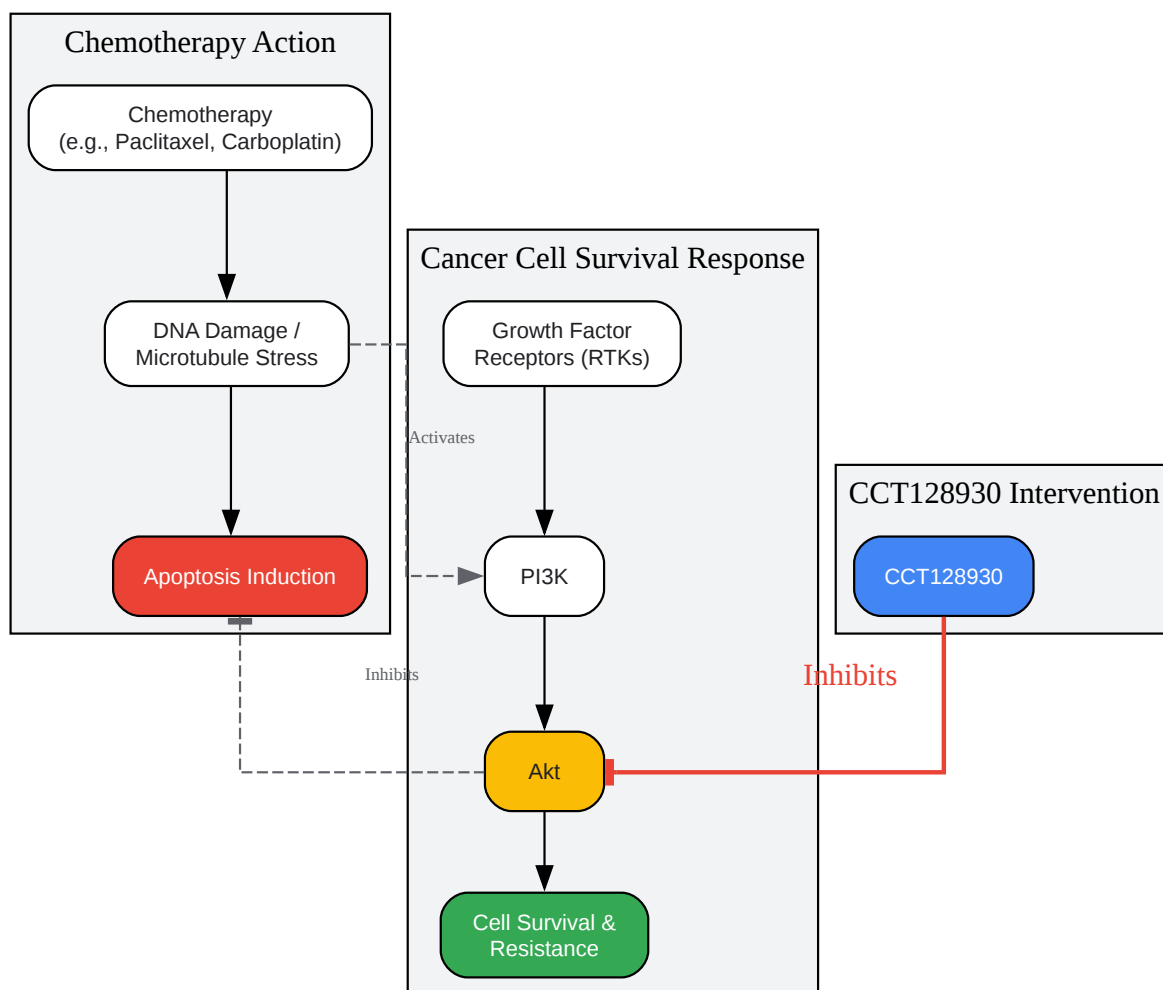 Chemotherapy Action
Chemotherapy
(e.g., Paclitaxel, Carboplatin)
DNA Damage /
Microtubule Stress
Apoptosis Induction
Cancer Cell Survival Response
Growth Factor
Receptors (RTKs)
Activates
PI3K
Inhibits
Akt
Cell Survival &
Resistance
CCT128930 Intervention
CCT128930
Inhibits